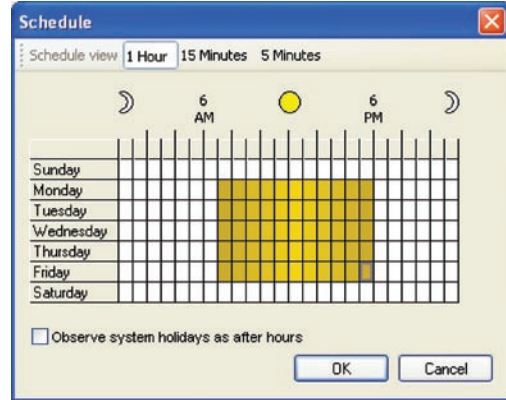 Schedule
Schedule view 1 Hour 15 Minutes 5 Minutes
6 6
AM PM
Sunday
Monday
Tuesday
Wednesday
Thursday
Friday
Saturday
Observe system holidays as after hours
OK Cancel